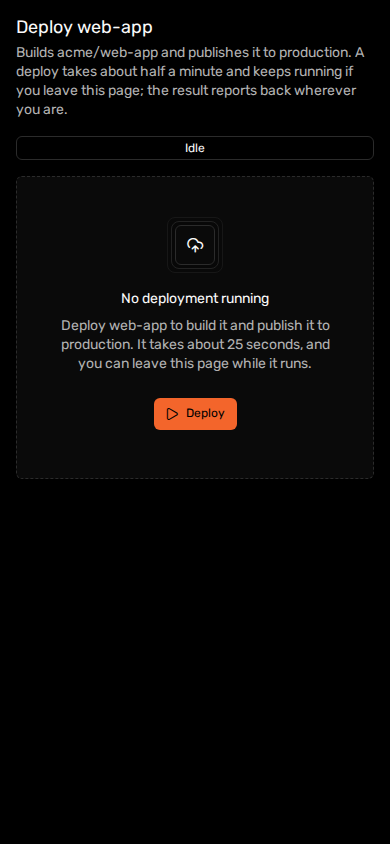 Deploy web-app
Builds acme/web-app and publishes it to production. A
deploy takes about half a minute and keeps running if
you leave this page; the result reports back wherever
you are.
Idle
No deployment running
Deploy web-app to build it and publish it to
production. It takes about 25 seconds, and
you can leave this page while it runs.
Deploy